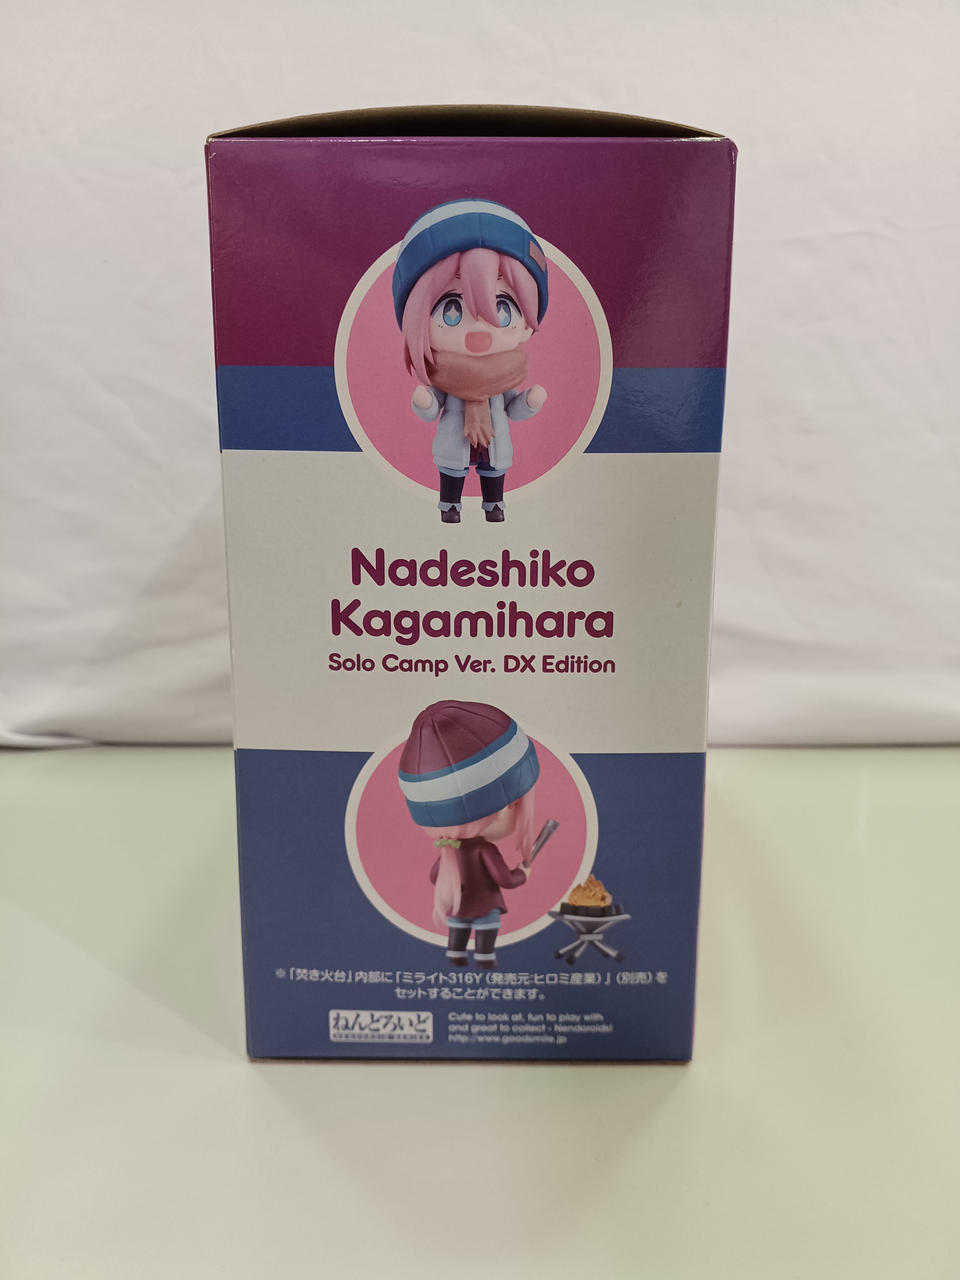 Nadeshiko
Kagamihara
Solo Camp Ver. DX Edition
※「焚き火台」内部に「ミライト316Y（発売元:ヒロミ産業）」（別売）を
セットすることができます。
ねんどろいど
NENDOROID SERIES
Cute to look at, fun to play with
and great to collect - Nendoroids!
http://www.goodsmile.jp